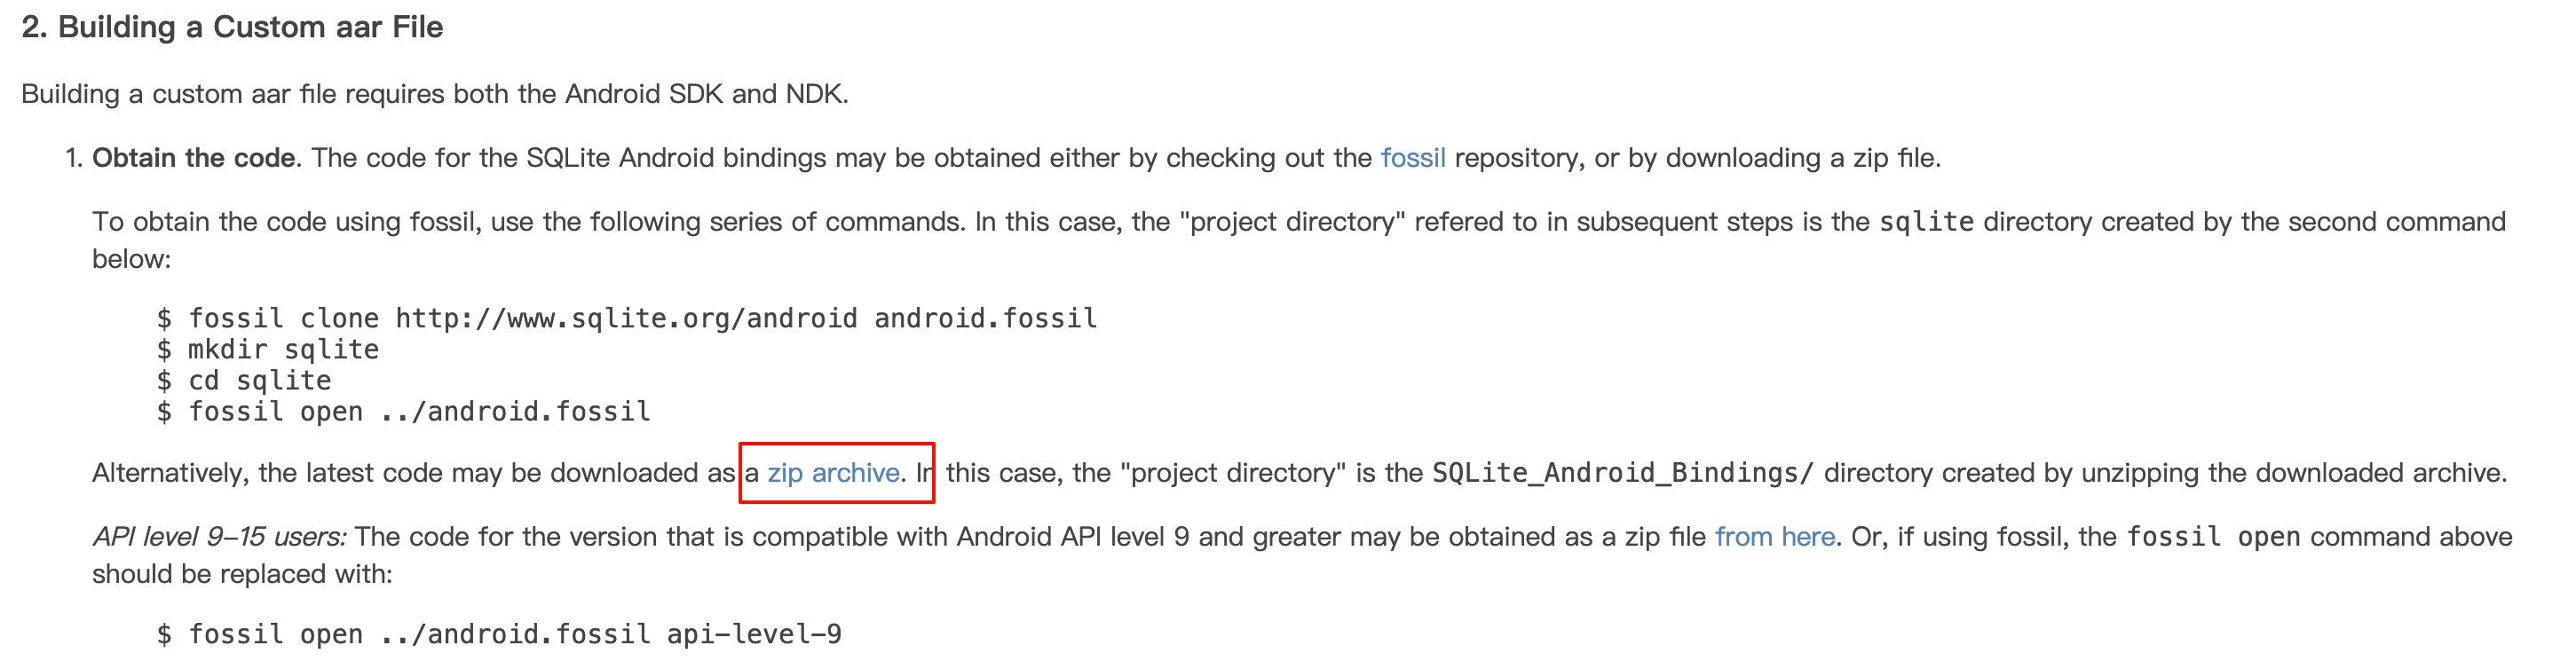 2. Building a Custom aar File
Building a custom aar file requires both the Android SDK and NDK.
1. Obtain the code. The code for the SQLite Android bindings may be obtained either by checking out the fossil repository, or by downloading a zip file.
To obtain the code using fossil, use the following series of commands. In this case, the "project directory" refered to in subsequent steps is the sqlite directory created by the second command
below:
$ fossil clone http://www.sqlite.org/android android.fossil
$ mkdir sqlite
$ cd sqlite
$ fossil open ../android.fossil
Alternatively, the latest code may be downloaded as a zip archive. In this case, the "project directory" is the SQLite_Android_Bindings/ directory created by unzipping the downloaded archive.
API level 9–15 users: The code for the version that is compatible with Android API level 9 and greater may be obtained as a zip file from here. Or, if using fossil, the fossil open command above
should be replaced with:
$ fossil open ../android.fossil api-level-9